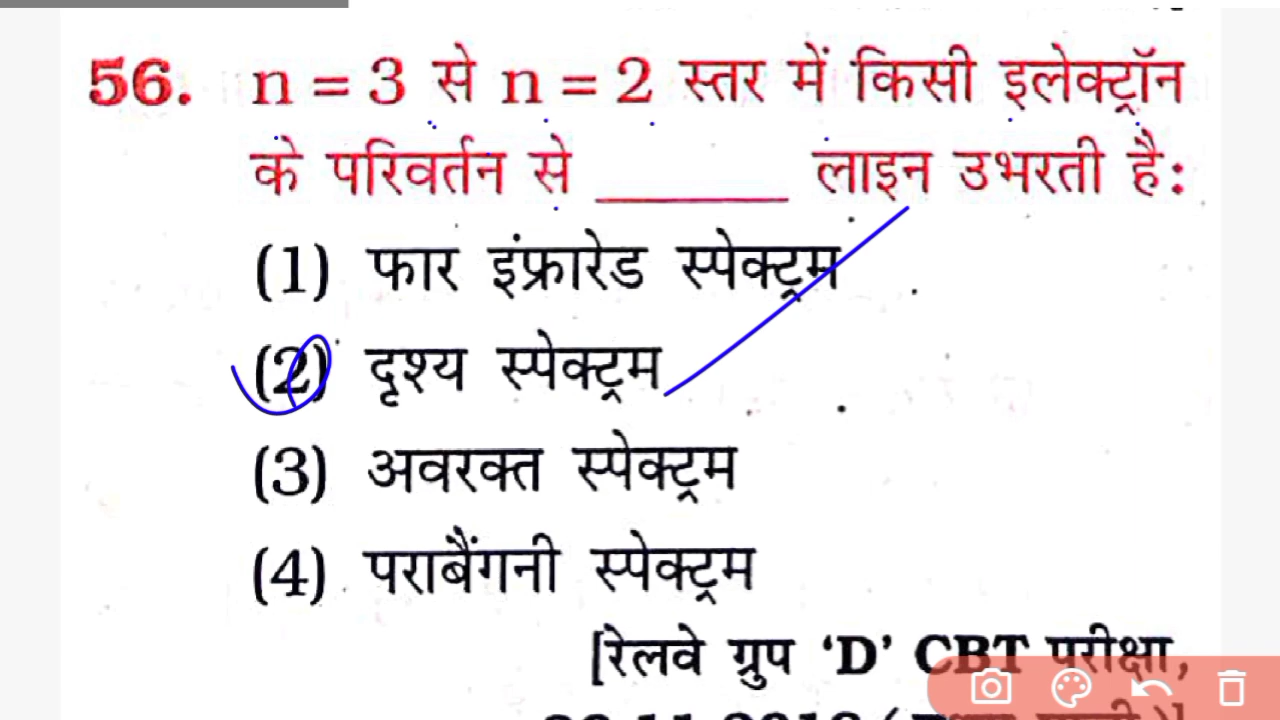 56. n = 3 से n = 2 स्तर में किसी इलेक्ट्रॉन
के परिवर्तन से ______ लाइन उभरती है:
(1) फार इंफ्रारेड स्पेक्ट्रम
(2) दृश्य स्पेक्ट्रम
(3) अवरक्त स्पेक्ट्रम
(4) पराबैंगनी स्पेक्ट्रम
[रेलवे ग्रुप ‘D’ CBT परीक्षा,